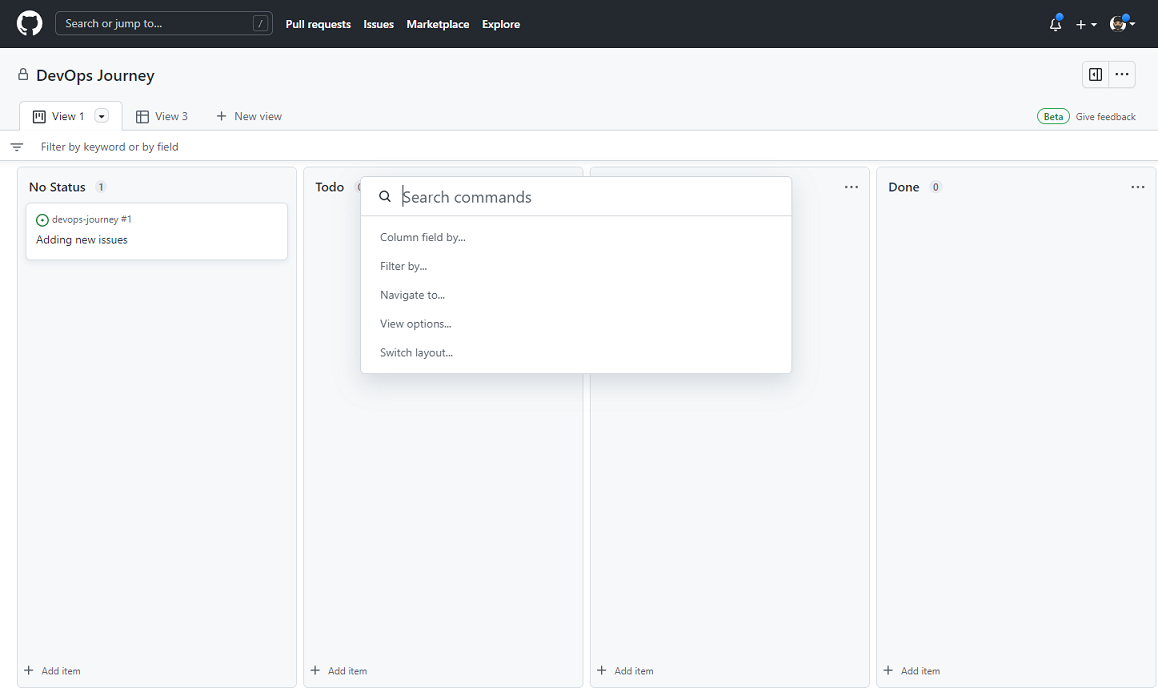 Search or jump to... /
Pull requests Issues Marketplace Explore
DevOps Journey
View 1 View 3 New view
Beta Give feedback
Filter by keyword or by field
No Status 1
Todo
Done 0
devops-journey #1
Adding new issues
Search commands
Column field by...
Filter by...
Navigate to...
View options...
Switch layout...
Add item Add item Add item Add item